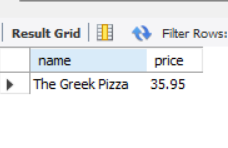 Result Grid Filter Rows:
name price
The Greek Pizza 35.95